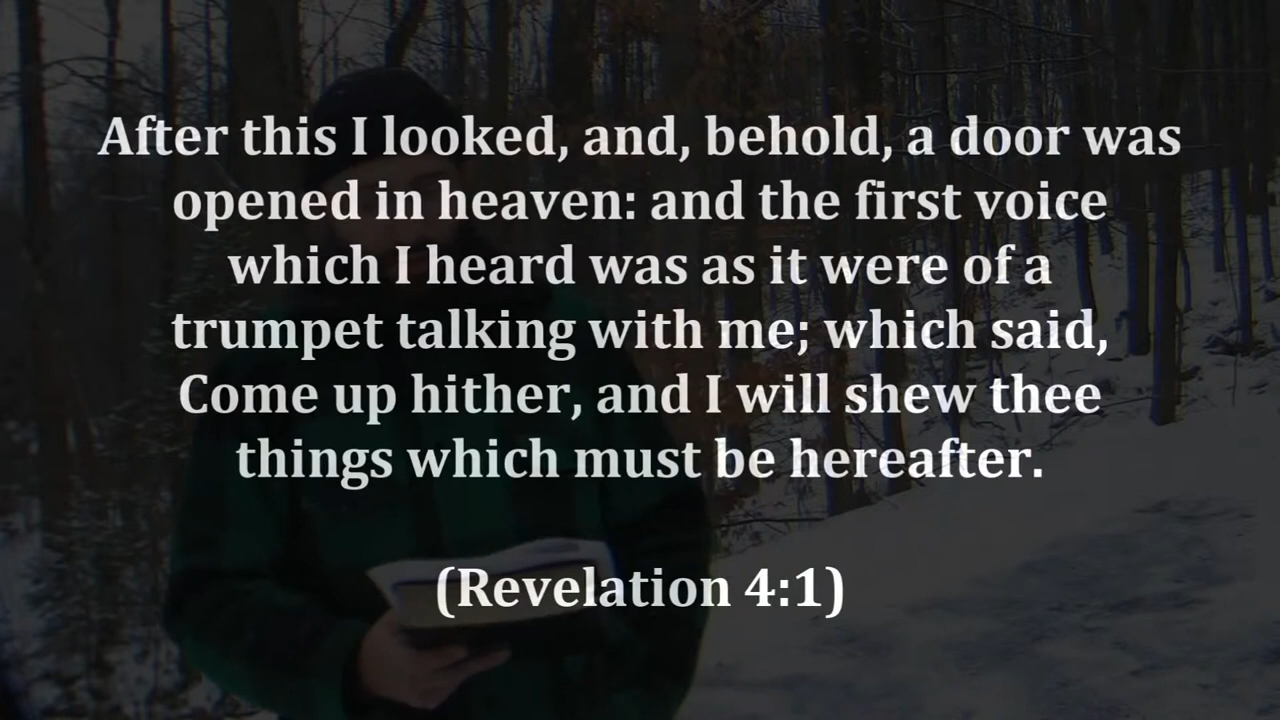 After this I looked, and, behold, a door was
opened in heaven: and the first voice
which I heard was as it were of a
trumpet talking with me; which said,
Come up hither, and I will shew thee
things which must be hereafter.
(Revelation 4:1)